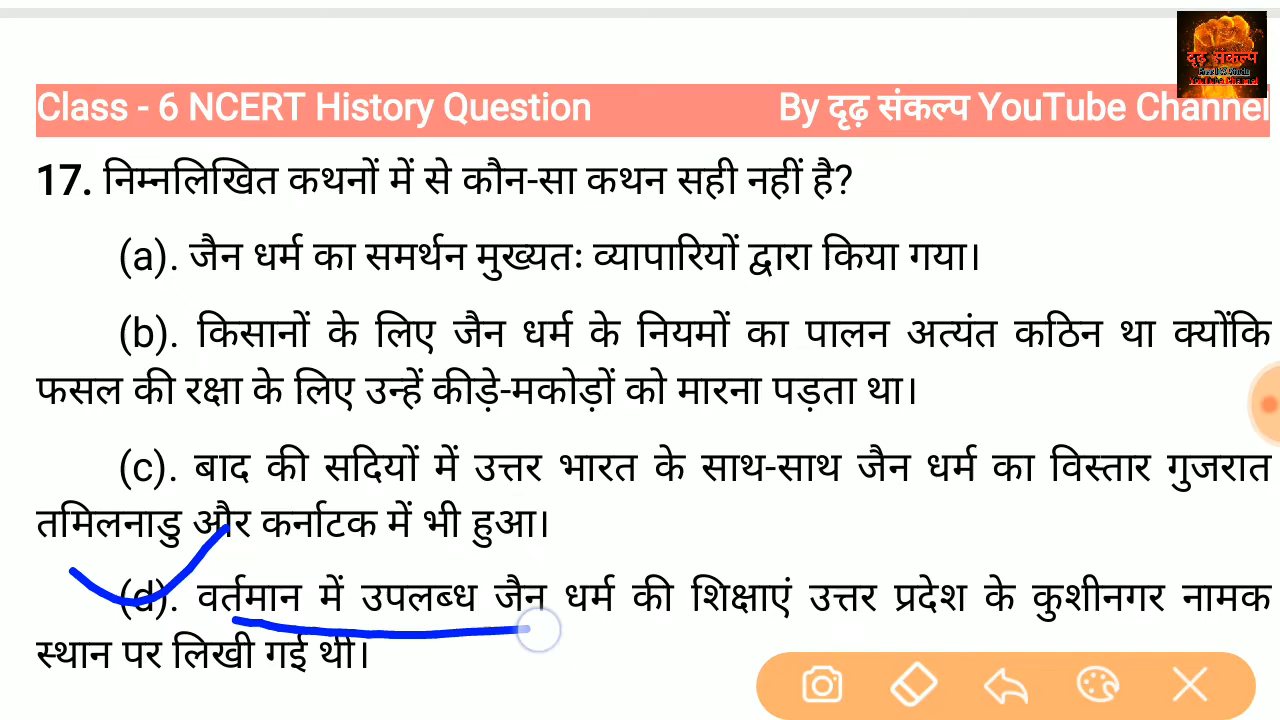 दृढ़ संकल्प
Class - 6 NCERT History Question By दृढ़ संकल्प YouTube Channel
17. निम्नलिखित कथनों में से कौन-सा कथन सही नहीं है?
(a). जैन धर्म का समर्थन मुख्यतः व्यापारियों द्वारा किया गया।
(b). किसानों के लिए जैन धर्म के नियमों का पालन अत्यंत कठिन था क्योंकि
फसल की रक्षा के लिए उन्हें कीड़े-मकोड़ों को मारना पड़ता था।
(c). बाद की सदियों में उत्तर भारत के साथ-साथ जैन धर्म का विस्तार गुजरात
तमिलनाडु और कर्नाटक में भी हुआ।
(d). वर्तमान में उपलब्ध जैन धर्म की शिक्षाएं उत्तर प्रदेश के कुशीनगर नामक
स्थान पर लिखी गई थी।